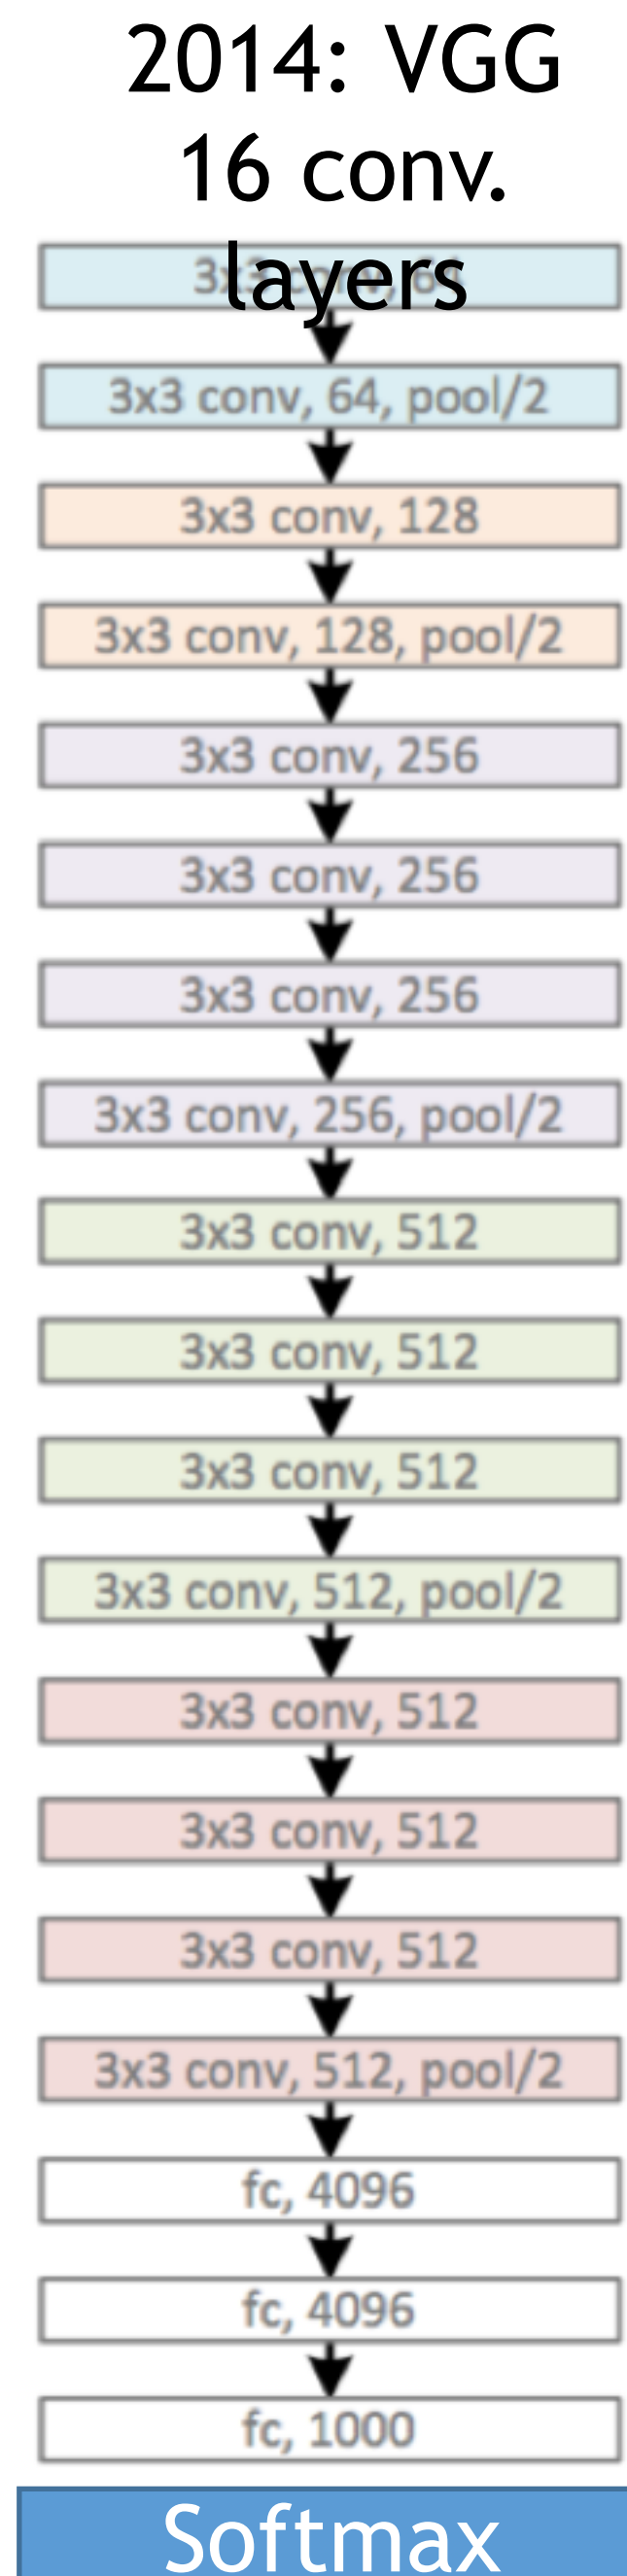 2014: VGG
16 conv.
layers
3x3 conv, 64
3x3 conv, 64, pool/2
3x3 conv, 128
3x3 conv, 128, pool/2
3x3 conv, 256
3x3 conv, 256
3x3 conv, 256
3x3 conv, 256, pool/2
3x3 conv, 512
3x3 conv, 512
3x3 conv, 512
3x3 conv, 512, pool/2
3x3 conv, 512
3x3 conv, 512
3x3 conv, 512
3x3 conv, 512, pool/2
fc, 4096
fc, 4096
fc, 1000
Softmax